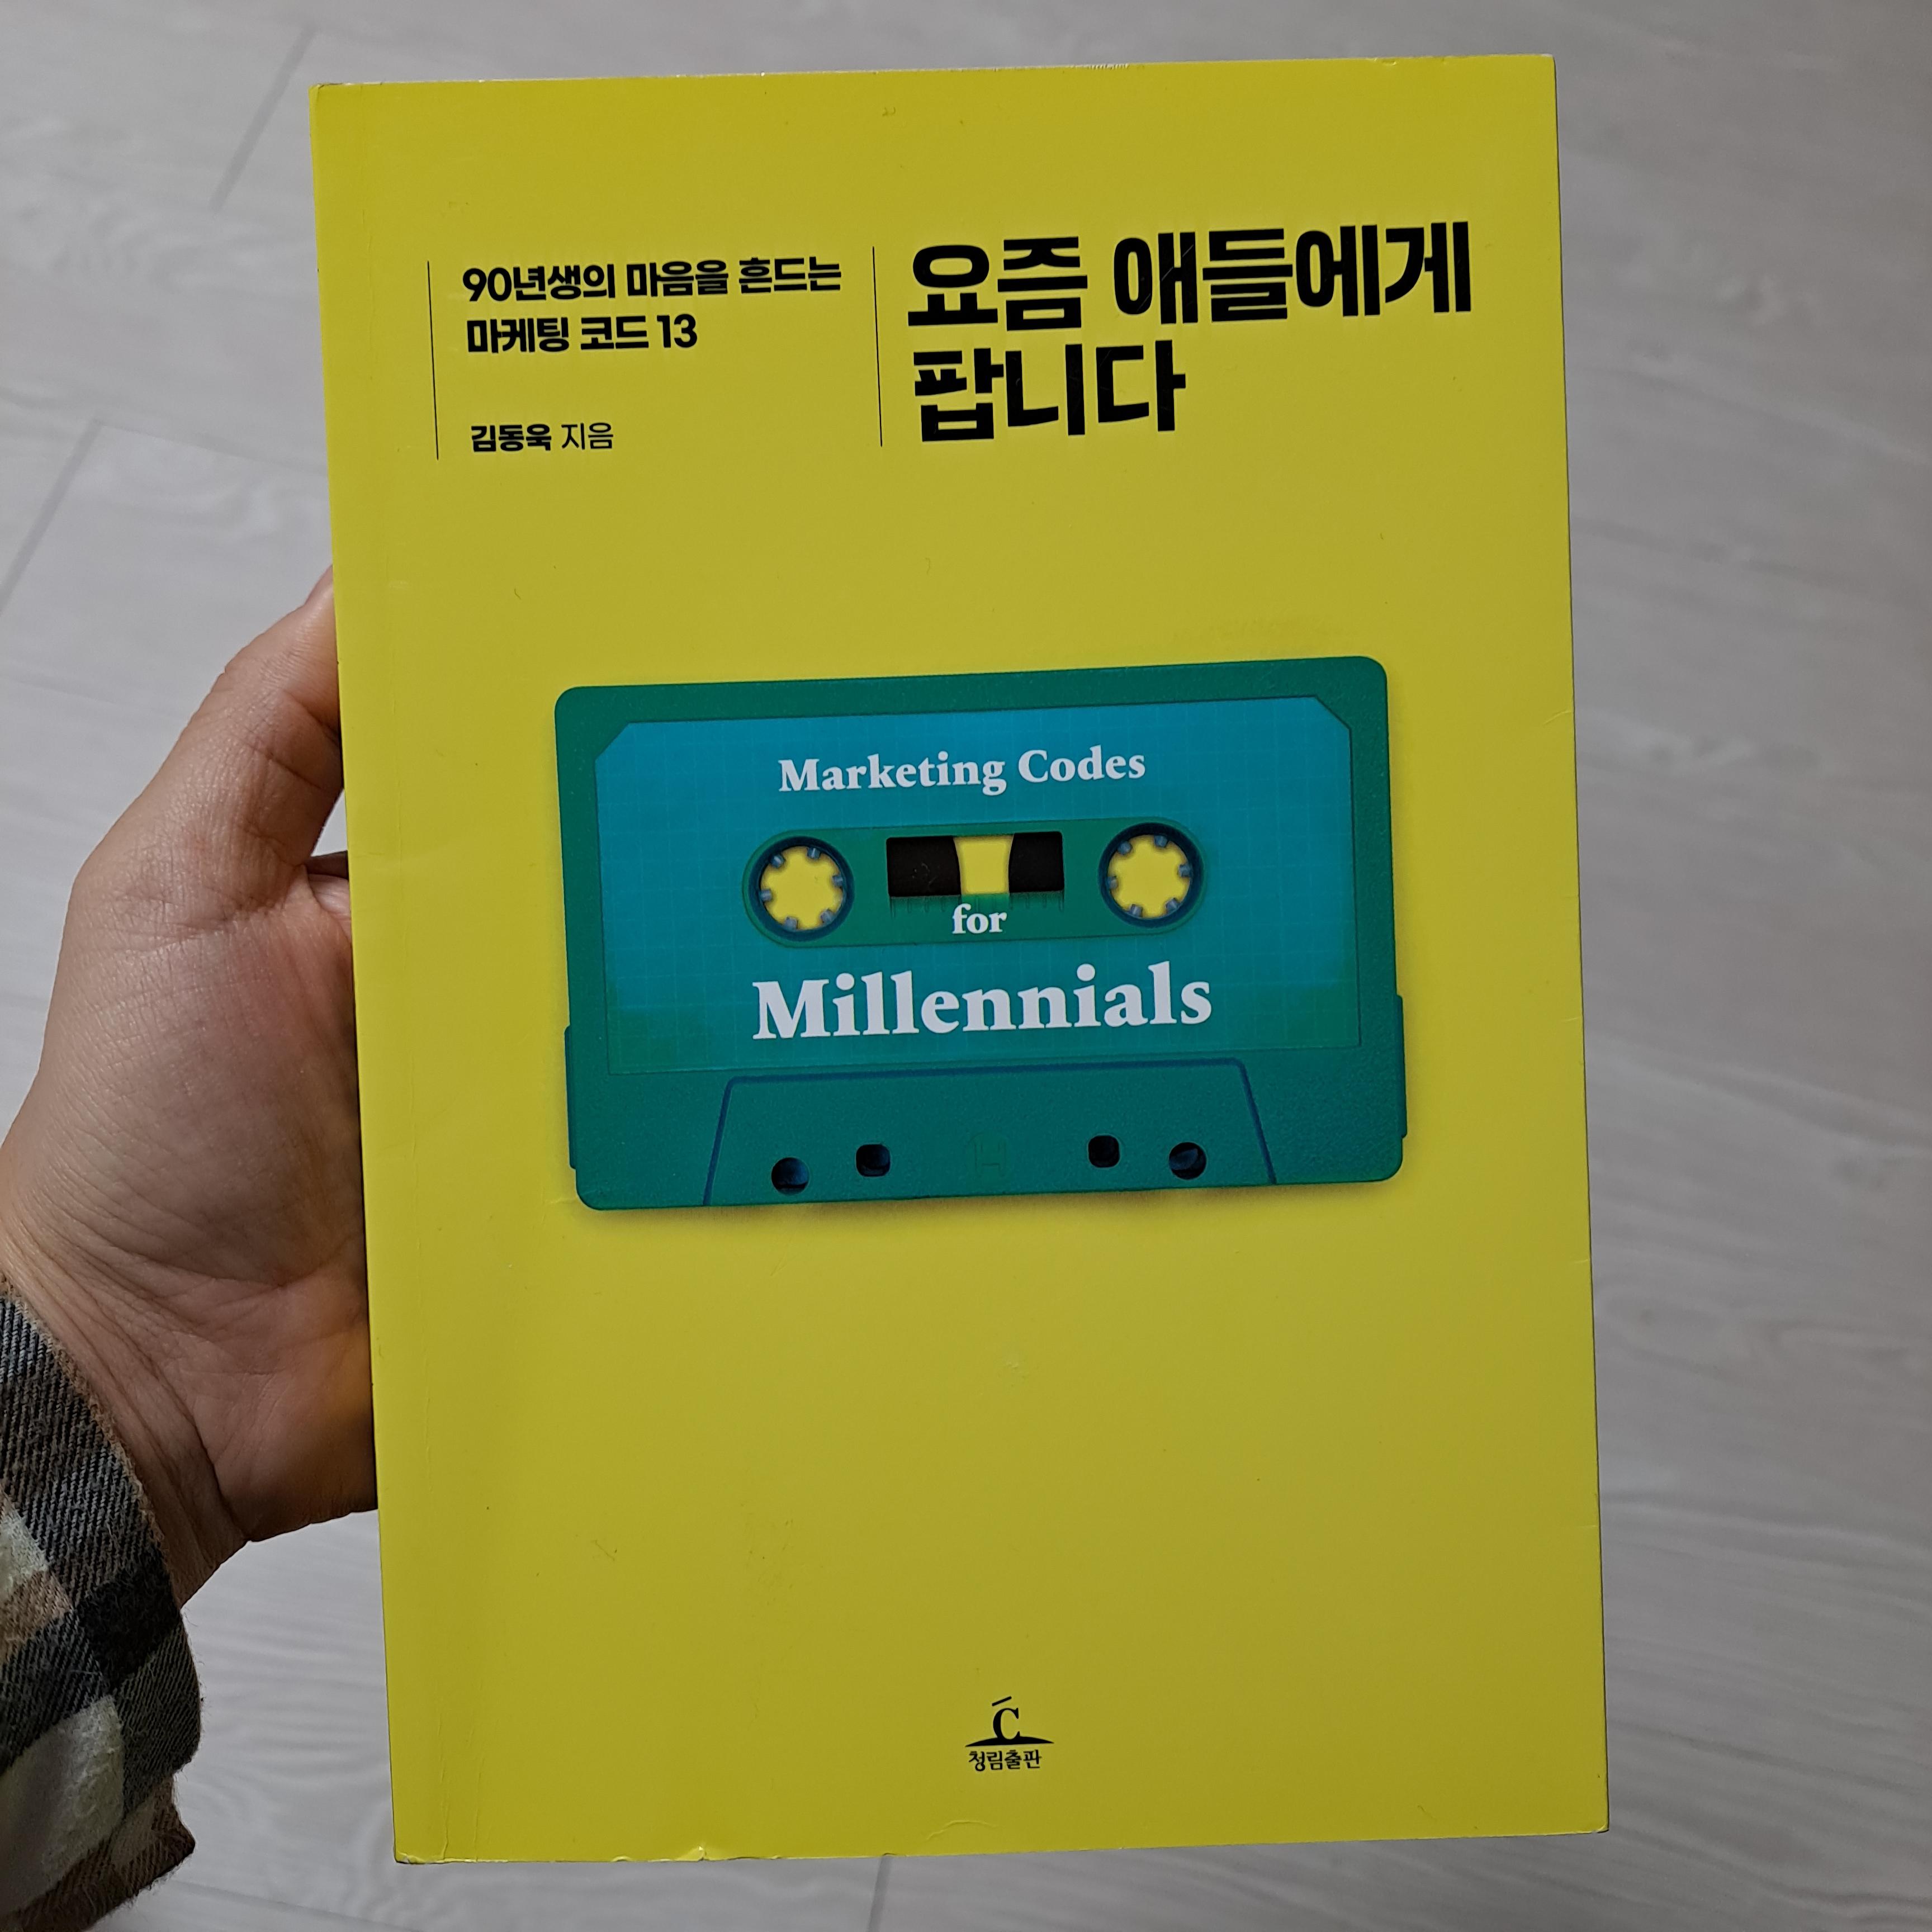 90년생의 마음을 흔드는
마케팅 코드 13
김동욱 지음
요즘 애들에게
팝니다
Marketing Codes
for
Millennials
C
청림출판